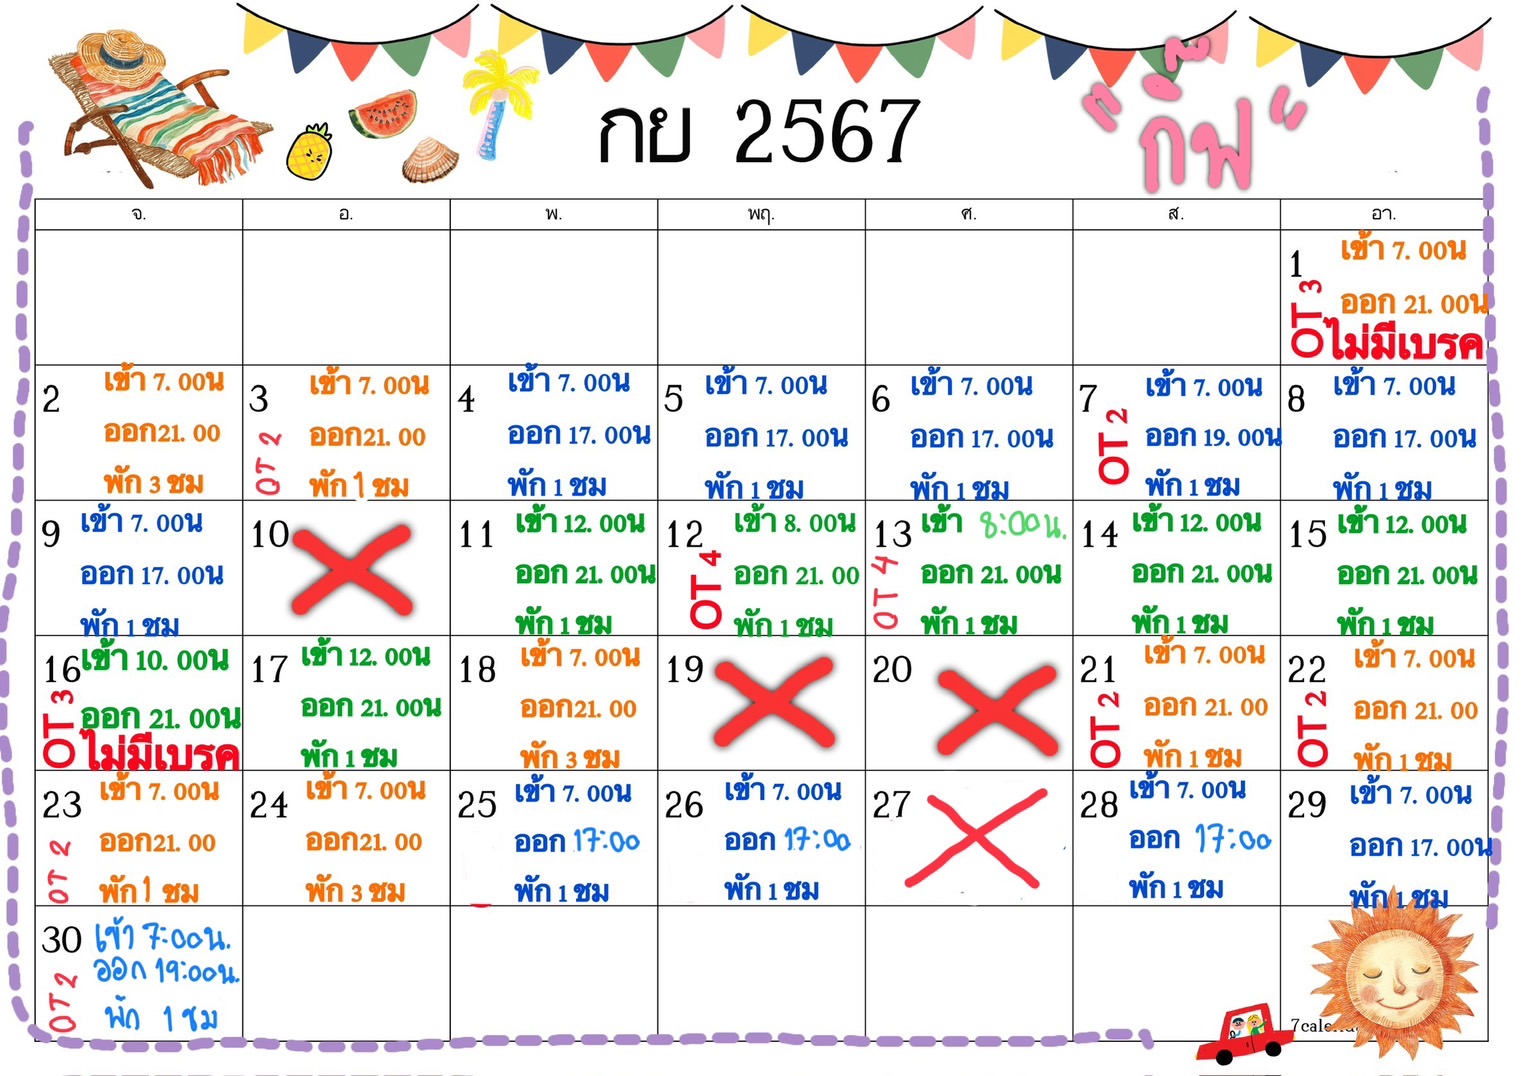 กย 2567
"กิ๊ฟ"
จ. อ. พ. พฤ. ศ. ส. อา.
1
เข้า 7. 00น
ออก 21. 00น
OT 3
ไม่มีเบรค
2
เข้า 7. 00น
ออก21. 00
พัก 3 ชม
3
เข้า 7. 00น
ออก21. 00
OT 2
พัก 1 ชม
4
เข้า 7. 00น
ออก 17. 00น
พัก 1 ชม
5
เข้า 7. 00น
ออก 17. 00น
พัก 1 ชม
6
เข้า 7. 00น
ออก 17. 00น
พัก 1 ชม
7
เข้า 7. 00น
ออก 19. 00น
OT 2
พัก 1 ชม
8
เข้า 7. 00น
ออก 17. 00น
พัก 1 ชม
9
เข้า 7. 00น
ออก 17. 00น
พัก 1 ชม
10
11
เข้า 12. 00น
ออก 21. 00น
พัก 1 ชม
12
เข้า 8. 00น
ออก 21. 00
OT 4
พัก 1 ชม
13
เข้า 8:00น.
ออก 21. 00น
OT 4
พัก 1 ชม
14
เข้า 12. 00น
ออก 21. 00น
พัก 1 ชม
15
เข้า 12. 00น
ออก 21. 00น
พัก 1 ชม
16
เข้า 10. 00น
ออก 21. 00น
OT 3
ไม่มีเบรค
17
เข้า 12. 00น
ออก 21. 00น
พัก 1 ชม
18
เข้า 7. 00น
ออก21. 00
พัก 3 ชม
19
20
21
เข้า 7. 00น
ออก 21. 00
OT 2
พัก 1 ชม
22
เข้า 7. 00น
ออก 21. 00
OT 2
พัก 1 ชม
23
เข้า 7. 00น
ออก21. 00
OT 2
พัก 1 ชม
24
เข้า 7. 00น
ออก21. 00
พัก 3 ชม
25
เข้า 7. 00น
ออก 17:00
พัก 1 ชม
26
เข้า 7. 00น
ออก 17:00
พัก 1 ชม
27
28
เข้า 7. 00น
ออก 17:00
พัก 1 ชม
29
เข้า 7. 00น
ออก 17. 00น
พัก 1 ชม
30
เข้า 7:00น.
ออก 19:00น.
OT 2
พัก 1 ชม